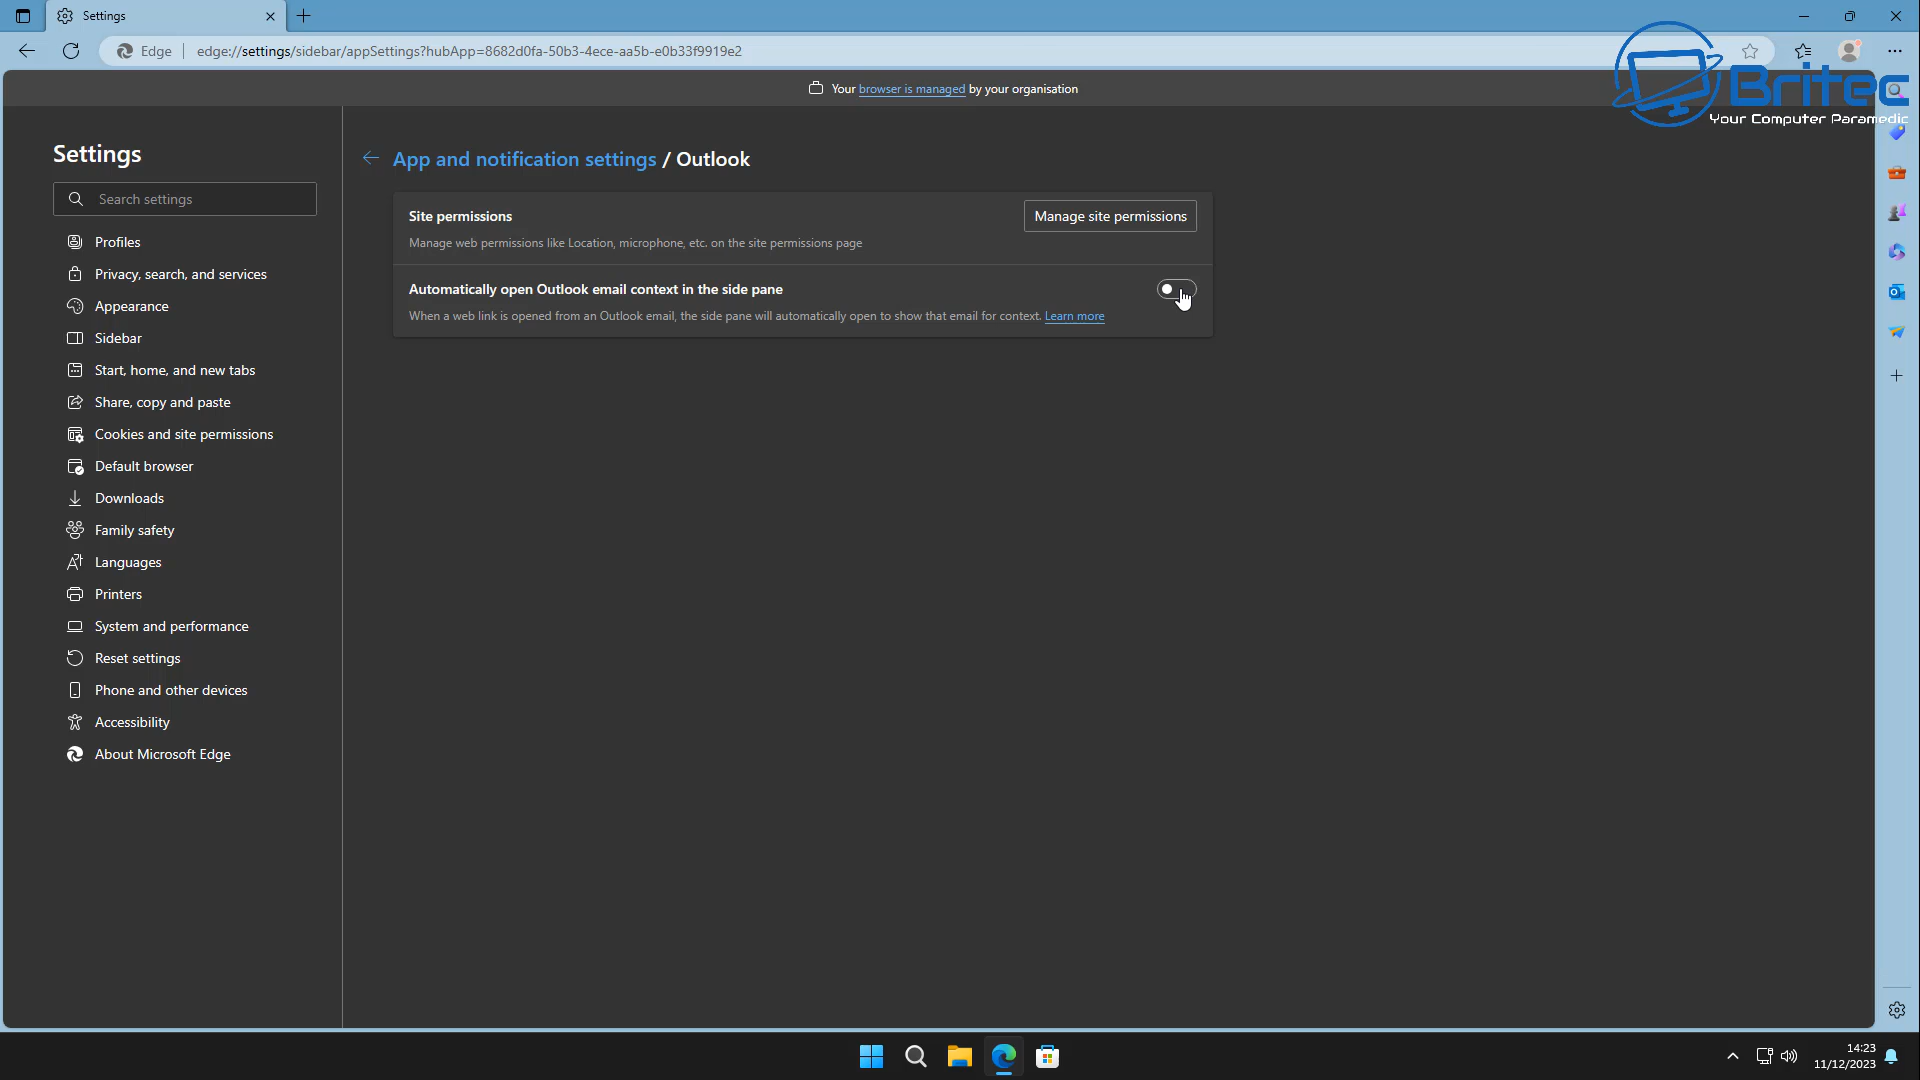 Settings
Edge
edge://settings/sidebar/appSettings?hubApp=8682d0fa-50b3-4ece-aa5b-e0b33f9919e2
Britec
Your Computer Paramedic
Your browser is managed by your organisation
Settings
Search settings
Profiles
Privacy, search, and services
Appearance
Sidebar
Start, home, and new tabs
Share, copy and paste
Cookies and site permissions
Default browser
Downloads
Family safety
Languages
Printers
System and performance
Reset settings
Phone and other devices
Accessibility
About Microsoft Edge
App and notification settings / Outlook
Site permissions
Manage site permissions
Manage web permissions like Location, microphone, etc. on the site permissions page
Automatically open Outlook email context in the side pane
When a web link is opened from an Outlook email, the side pane will automatically open to show that email for context. Learn more
14:23
11/12/2023